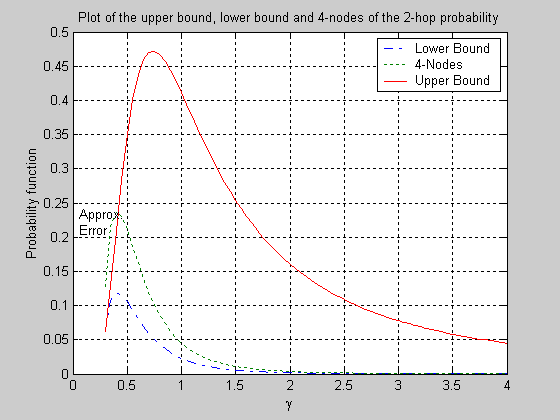 Plot of the upper bound, lower bound and 4-nodes of the 2-hop probability
Lower Bound
4-Nodes
Upper Bound
Probability function
0.5
0.45
0.4
0.35
0.3
0.25
0.2
0.15
0.1
0.05
0
Approx
Error
0 0.5 1 1.5 2 2.5 3 3.5 4
γ